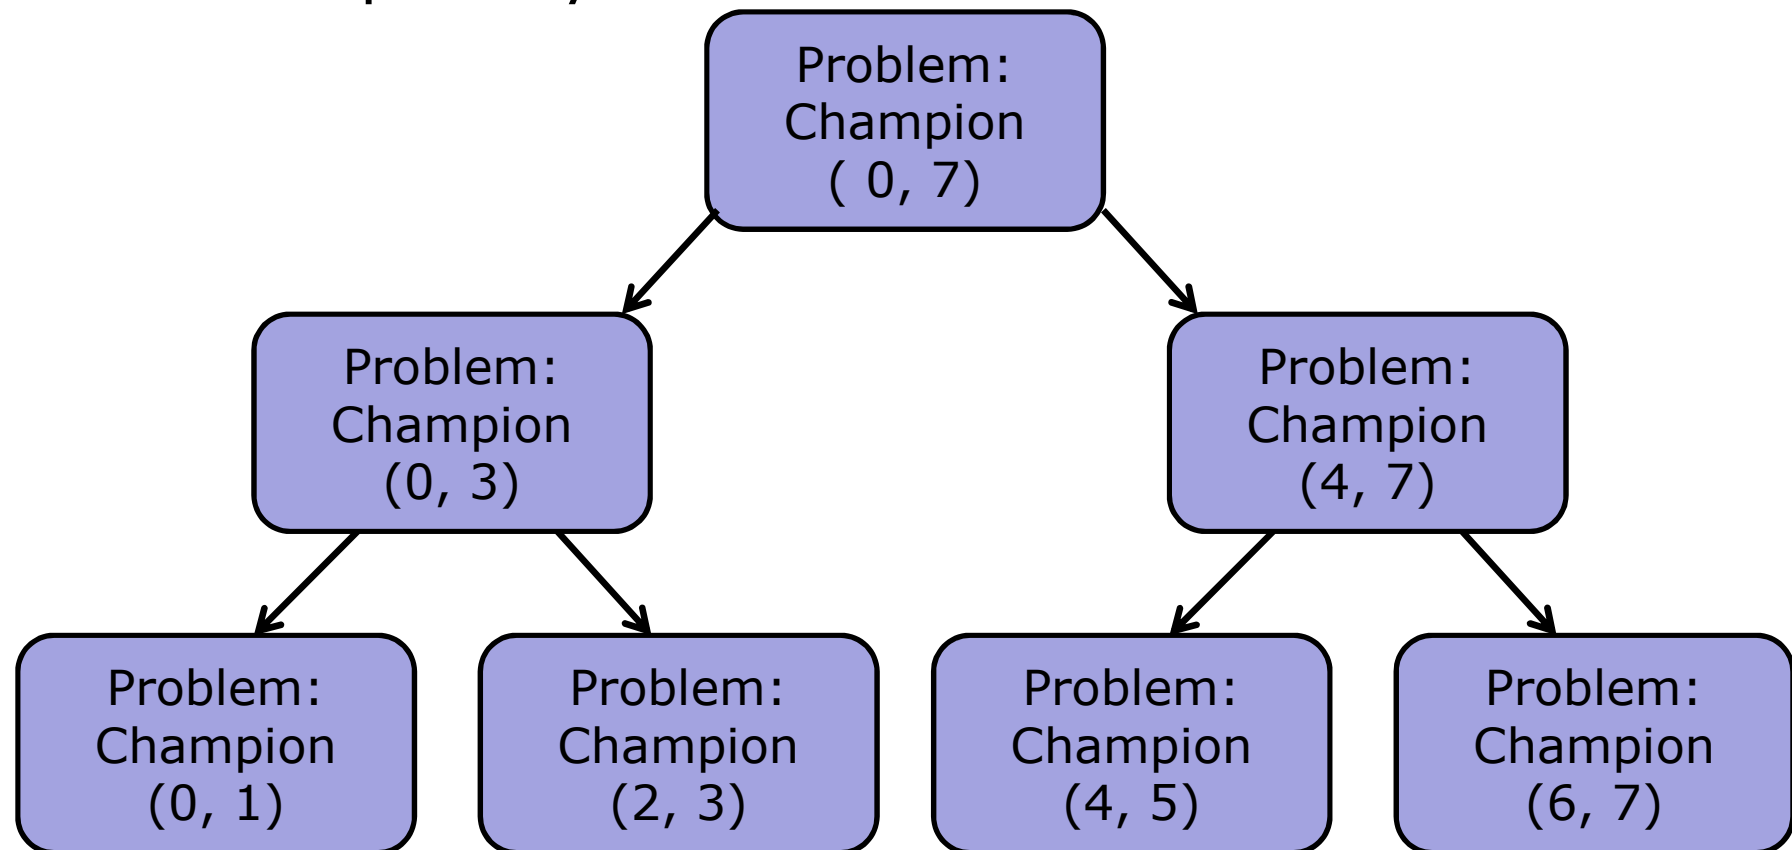 Problem:
Champion
( 0, 7)
Problem:
Champion
(0, 3)
Problem:
Champion
(4, 7)
Problem:
Champion
(0, 1)
Problem:
Champion
(2, 3)
Problem:
Champion
(4, 5)
Problem:
Champion
(6, 7)